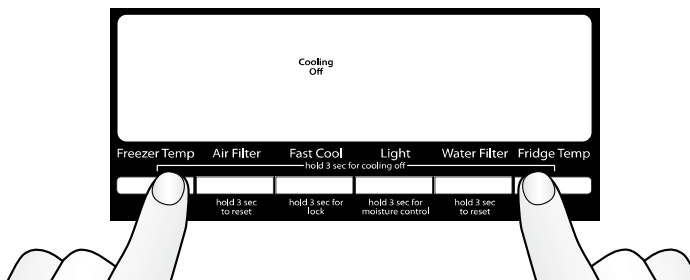 Cooling
Off
Freezer Temp Air Filter Fast Cool Light Water Filter Fridge Temp
hold 3 sec for cooling off
hold 3 sec to reset
hold 3 sec for lock
hold 3 sec for moisture control
hold 3 sec to reset